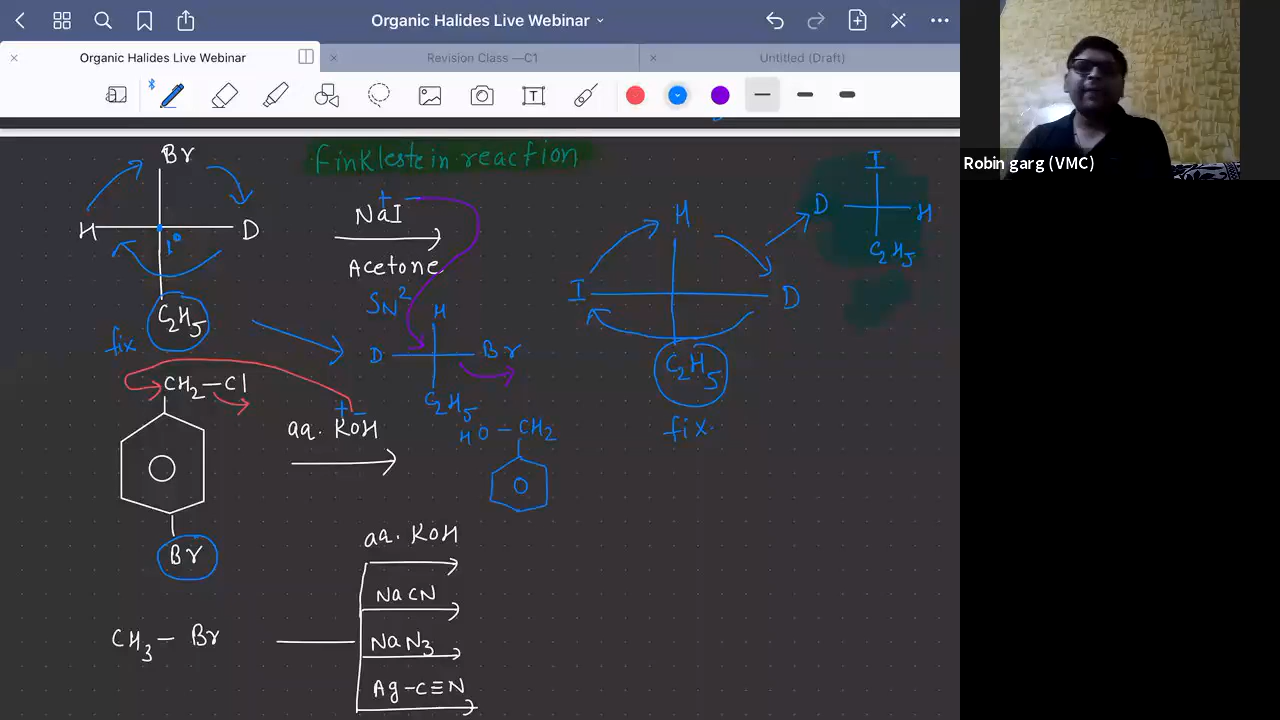 Organic Halides Live Webinar
Organic Halides Live Webinar
Revision Class —C1
Untitled (Draft)
T
Robin garg (VMC)
Finklestein reaction
Br
H
D
1°
C2H5
fix
+ -
NaI
Acetone
SN2
H
D
Br
C2H5
H
I
D
C2H5
fix
I
D
H
C2H5
CH2-Cl
Br
+ -
aq. KOH
HO-CH2
CH3-Br
aq. KOH
NaCN
NaN3
Ag-C≡N